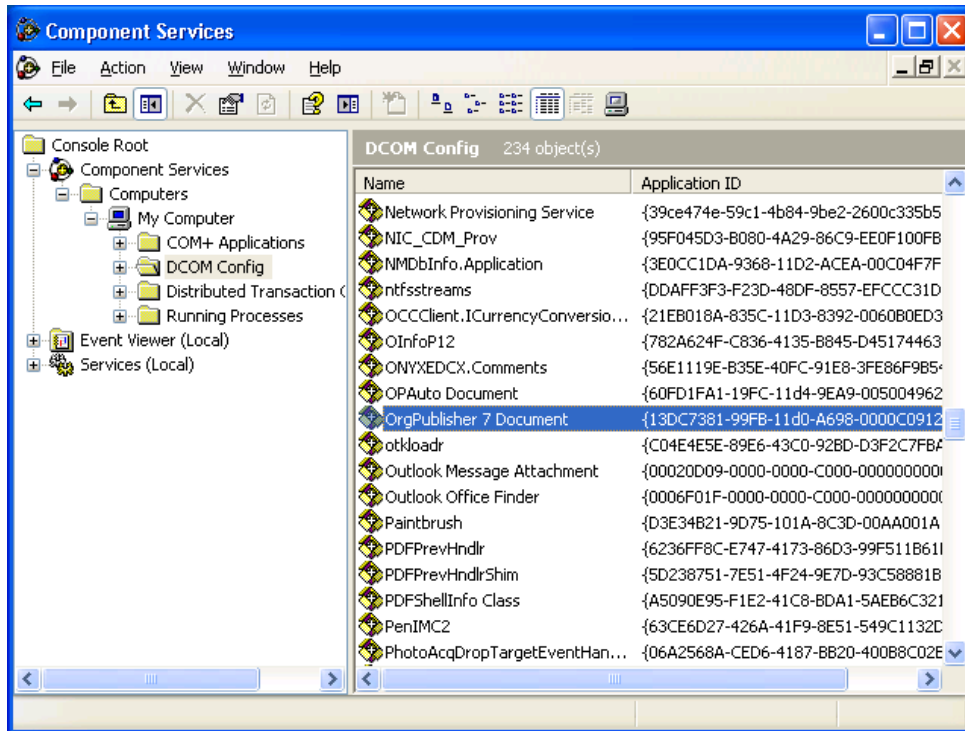 Component Services
File Action View Window Help
Console Root
Component Services
Computers
My Computer
COM+ Applications
DCOM Config
Distributed Transaction C
Running Processes
Event Viewer (Local)
Services (Local)
DCOM Config 234 object(s)
Name Application ID
Network Provisioning Service {39ce474e-59c1-4b84-9be2-2600c335b5
NIC_CDM_Prov {95F045D3-B080-4A29-86C9-EE0F100FB
NMDbInfo.Application {3E0CC1DA-9368-11D2-ACEA-00C04F7F
ntfsstreams {DDAFF3F3-F23D-48DF-8557-EFCCC31D
OCCClient.ICurrencyConversio... {21EB018A-835C-11D3-8392-0060B0ED3
OInfoP12 {782A624F-C836-4135-B845-D45174463
ONYXEDCX.Comments {56E1119E-B35E-40FC-91E8-3FE86F9B54
OPAuto Document {60FD1FA1-19FC-11d4-9EA9-005004962
OrgPublisher 7 Document {13DC7381-99FB-11d0-A698-0000C0912
otkloadr {C04E4E5E-89E6-43C0-92BD-D3F2C7FBA
Outlook Message Attachment {00020D09-0000-0000-C000-000000000
Outlook Office Finder {0006F01F-0000-0000-C000-0000000000
Paintbrush {D3E34B21-9D75-101A-8C3D-00AA001A
PDFPrevHndlr {6236FF8C-E747-4173-86D3-99F511B61
PDFPrevHndlrShim {5D238751-7E51-4F24-9E7D-93C58881B
PDFShellInfo Class {A5090E95-F1E2-41C8-BDA1-5AEB6C321
PenIMC2 {63CE6D27-426A-41F9-8E51-549C1132D
PhotoAcqDropTargetEventHan... {06A2568A-CED6-4187-BB20-400B8C02E